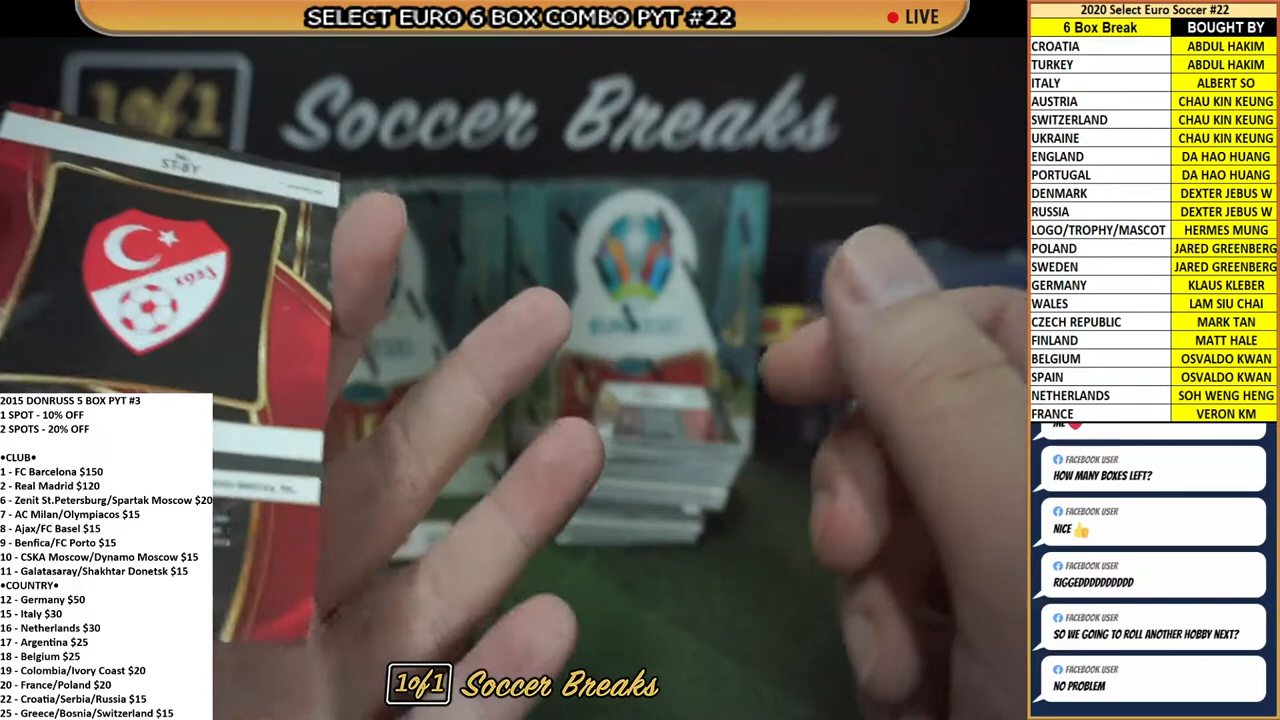 SELECT EURO 6 BOX COMBO PYT #22
LIVE
1of1
Soccer Breaks
ST-BY
2015 DONRUSS 5 BOX PYT #3
1 SPOT - 10% OFF
2 SPOTS - 20% OFF
•CLUB•
1 - FC Barcelona $150
2 - Real Madrid $120
6 - Zenit St.Petersburg/Spartak Moscow $20
7 - AC Milan/Olympiacos $15
8 - Ajax/FC Basel $15
9 - Benfica/FC Porto $15
10 - CSKA Moscow/Dynamo Moscow $15
11 - Galatasaray/Shakhtar Donetsk $15
•COUNTRY•
12 - Germany $50
15 - Italy $30
16 - Netherlands $30
17 - Argentina $25
18 - Belgium $25
19 - Colombia/Ivory Coast $20
20 - France/Poland $20
22 - Croatia/Serbia/Russia $15
25 - Greece/Bosnia/Switzerland $15
1of1 Soccer Breaks
2020 Select Euro Soccer #22
6 Box Break BOUGHT BY
CROATIA ABDUL HAKIM
TURKEY ABDUL HAKIM
ITALY ALBERT SO
AUSTRIA CHAU KIN KEUNG
SWITZERLAND CHAU KIN KEUNG
UKRAINE CHAU KIN KEUNG
ENGLAND DA HAO HUANG
PORTUGAL DA HAO HUANG
DENMARK DEXTER JEBUS W
RUSSIA DEXTER JEBUS W
LOGO/TROPHY/MASCOT HERMES MUNG
POLAND JARED GREENBERG
SWEDEN JARED GREENBERG
GERMANY KLAUS KLEBER
WALES LAM SIU CHAI
CZECH REPUBLIC MARK TAN
FINLAND MATT HALE
BELGIUM OSVALDO KWAN
SPAIN OSVALDO KWAN
NETHERLANDS SOH WENG HENG
FRANCE VERON KM
FACEBOOK USER
HOW MANY BOXES LEFT?
FACEBOOK USER
NICE 👍
FACEBOOK USER
RIGGEDDDDDDDDDD
FACEBOOK USER
SO WE GOING TO ROLL ANOTHER HOBBY NEXT?
FACEBOOK USER
NO PROBLEM